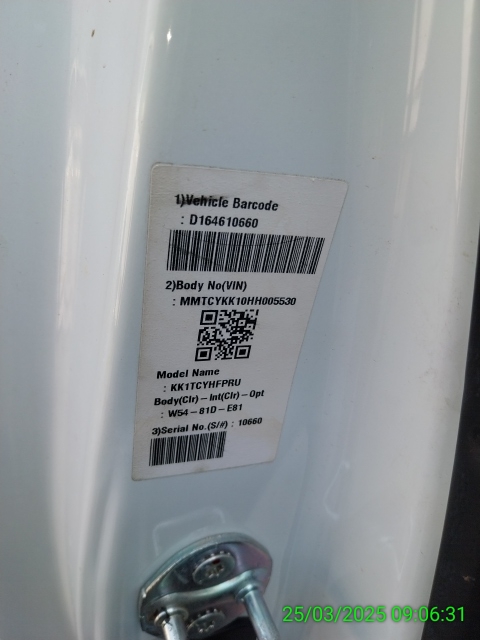 1)Vehicle Barcode
: D164610660
2)Body No(VIN)
: MMTCYKK10HH005530
Model Name
: KK1TCYHFPRU
Body(Clr)-Int(Clr)-Opt
: W54-81D-E81
3)Serial No.(S/#) : 10660
25/03/2025 09:06:31